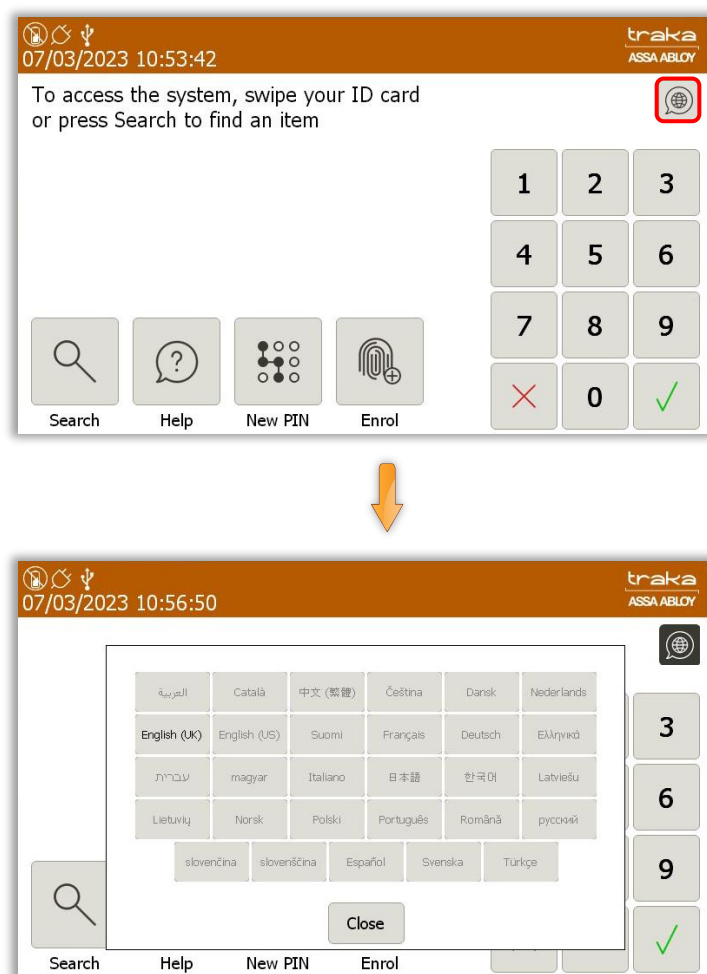 traka
07/03/2023 10:53:42
ASSA ABLOY
To access the system, swipe your ID card
or press Search to find an item
1 2 3
4 5 6
7 8 9
0
Search Help New PIN Enrol
traka
07/03/2023 10:56:50
ASSA ABLOY
العربية Català 中文 (繁體) Čeština Dansk Nederlands
English (UK) English (US) Suomi Français Deutsch Ελληνικά
עברית magyar Italiano 日本語 한국어 Latviešu
Lietuvių Norsk Polski Português Română русский
slovenčina slovenščina Español Svenska Türkçe
Close
3
6
9
Search Help New PIN Enrol